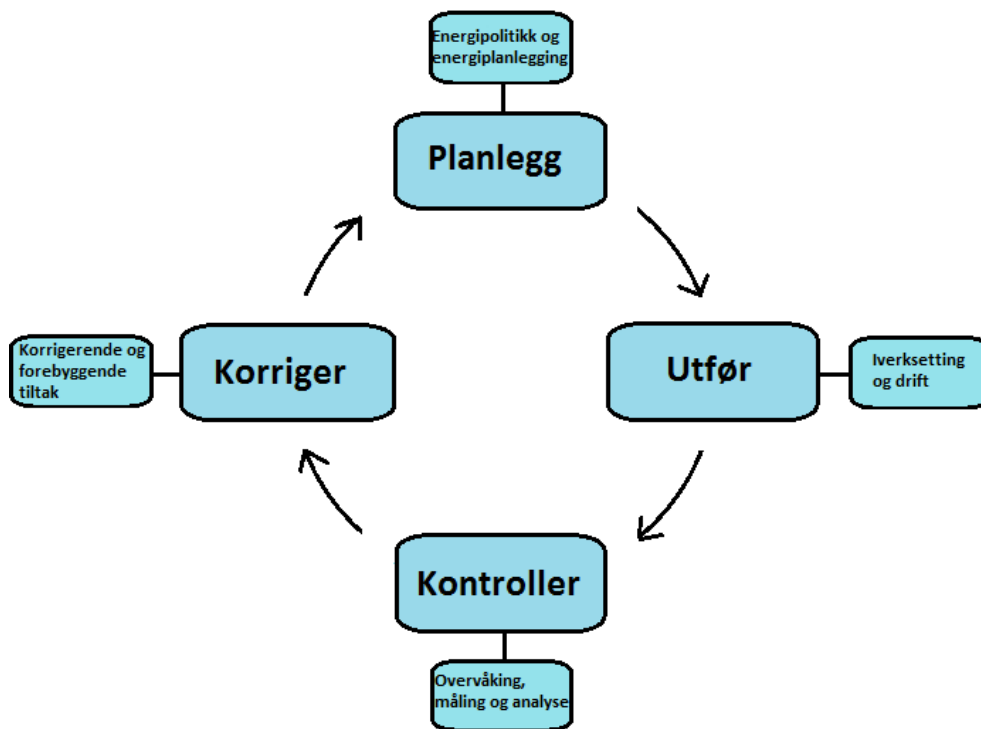 Energipolitikk og
energiplanlegging
Planlegg
Korrigerende og
forebyggende
tiltak
Korriger
Utfør
Iverksetting
og drift
Kontroller
Overvåking,
måling og analyse